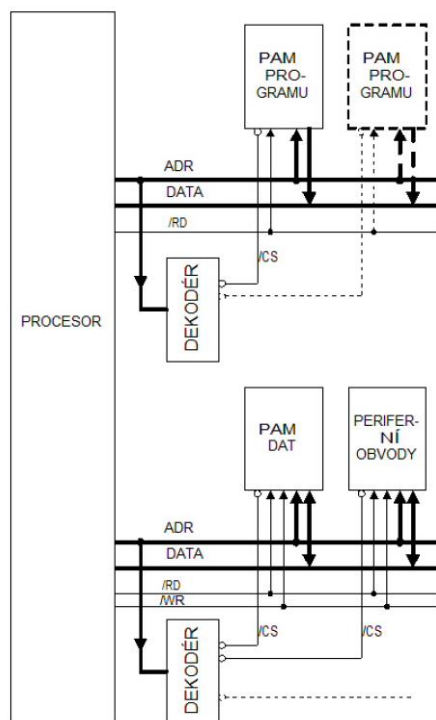 PAM
PRO-
GRAMU
PAM
PRO-
GRAMU
ADR
DATA
/RD
/CS
DEKODÉR
PROCESOR
PAM
DAT
PERIFER-
NÍ
OBVODY
ADR
DATA
/RD
/WR
/CS
/CS
DEKODÉR